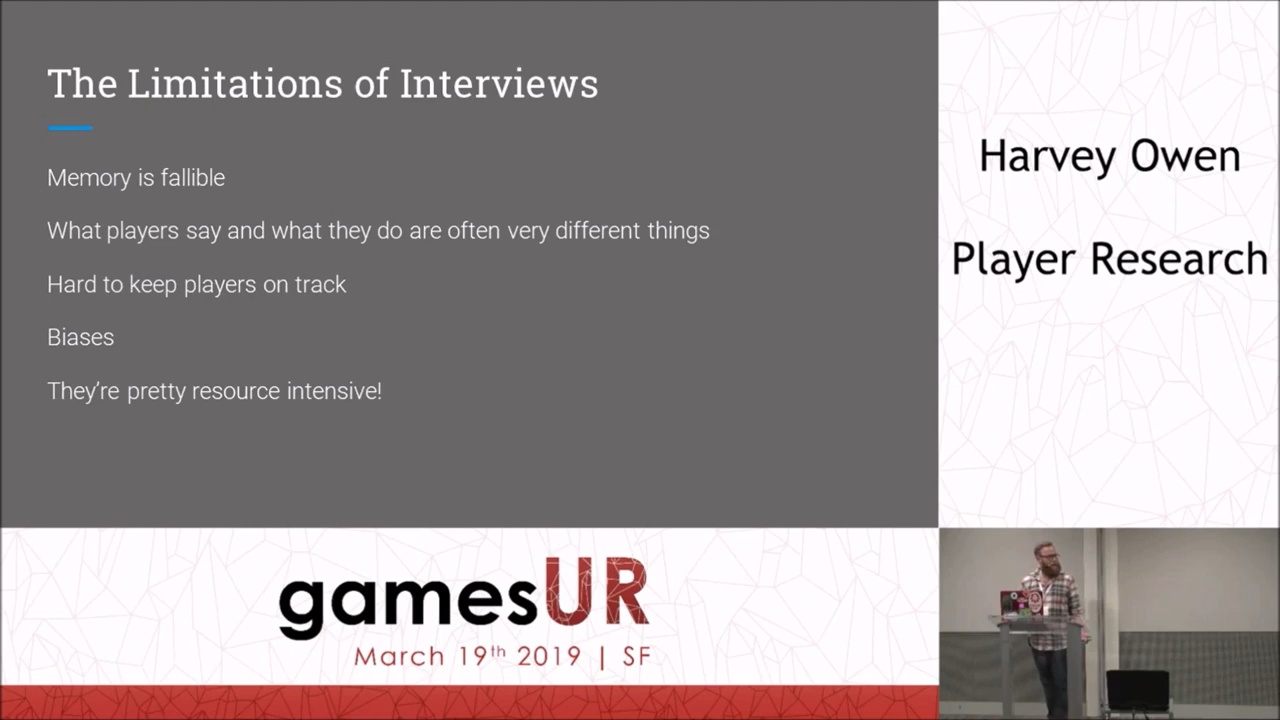 The Limitations of Interviews
Memory is fallible
What players say and what they do are often very different things
Hard to keep players on track
Biases
They're pretty resource intensive!
Harvey Owen
Player Research
gamesUR
March 19th 2019 | SF